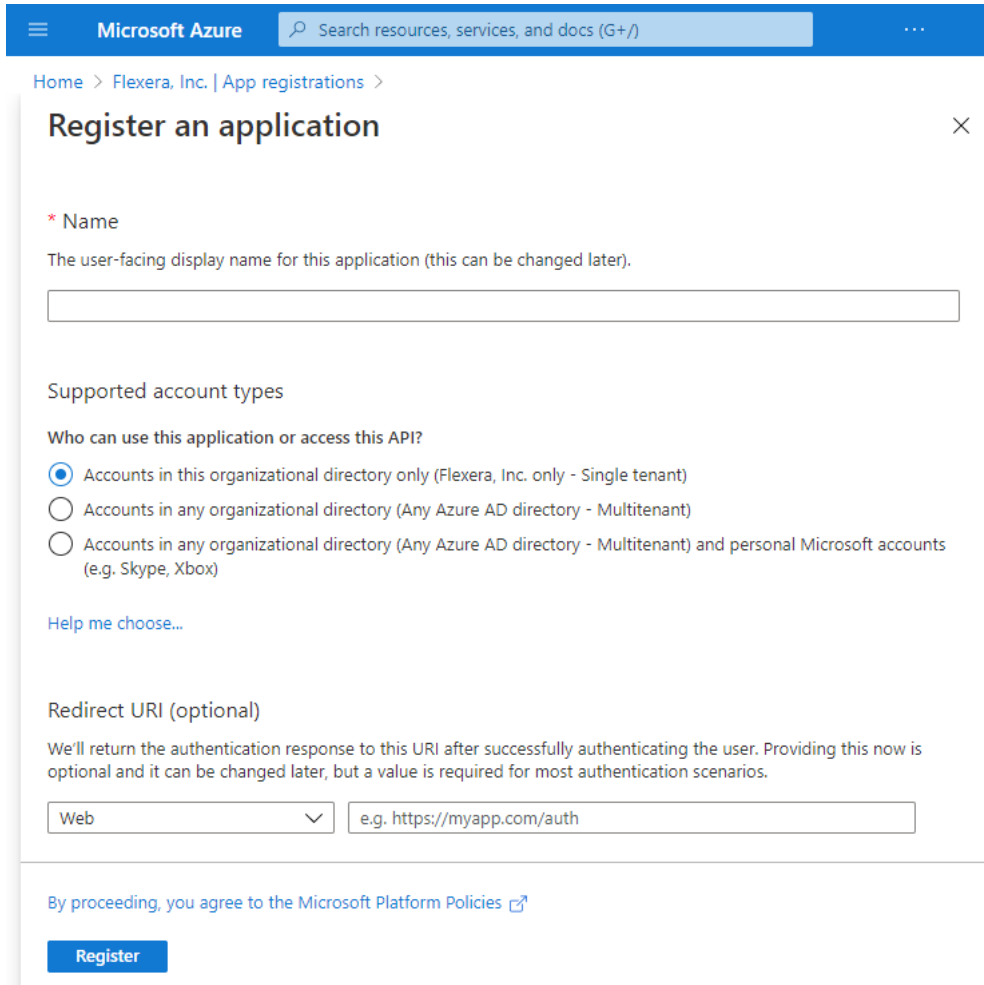 Microsoft Azure
Search resources, services, and docs (G+/)
...
Home > Flexera, Inc. | App registrations >
Register an application
* Name
The user-facing display name for this application (this can be changed later).
Supported account types
Who can use this application or access this API?
Accounts in this organizational directory only (Flexera, Inc. only - Single tenant)
Accounts in any organizational directory (Any Azure AD directory - Multitenant)
Accounts in any organizational directory (Any Azure AD directory - Multitenant) and personal Microsoft accounts
(e.g. Skype, Xbox)
Help me choose...
Redirect URI (optional)
We'll return the authentication response to this URI after successfully authenticating the user. Providing this now is
optional and it can be changed later, but a value is required for most authentication scenarios.
Web
e.g. https://myapp.com/auth
By proceeding, you agree to the Microsoft Platform Policies
Register